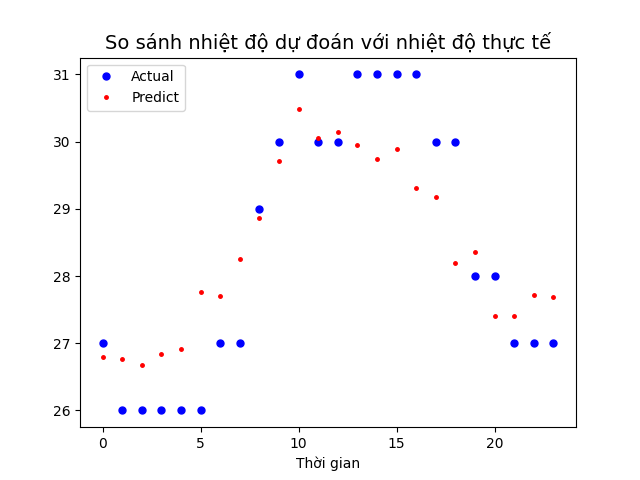 So sánh nhiệt độ dự đoán với nhiệt độ thực tế
Actual
Predict
31
30
29
28
27
26
0 5 10 15 20
Thời gian